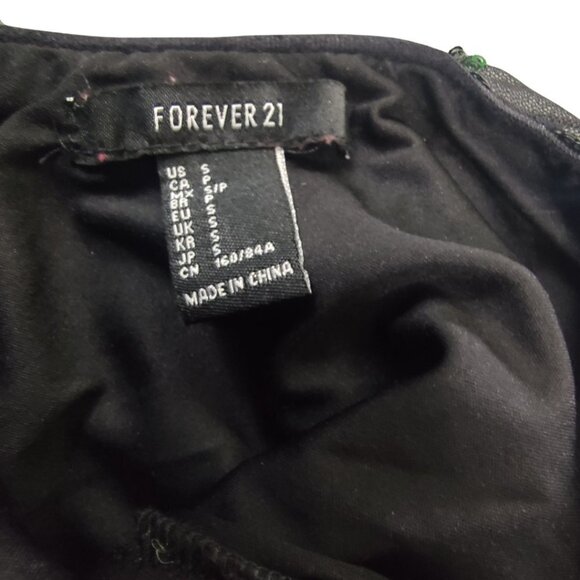 FOREVER 21
US S
CA P
MX S/P
BR P
EU S
UK S
KR S
JP S
CN 160/84A
MADE IN CHINA